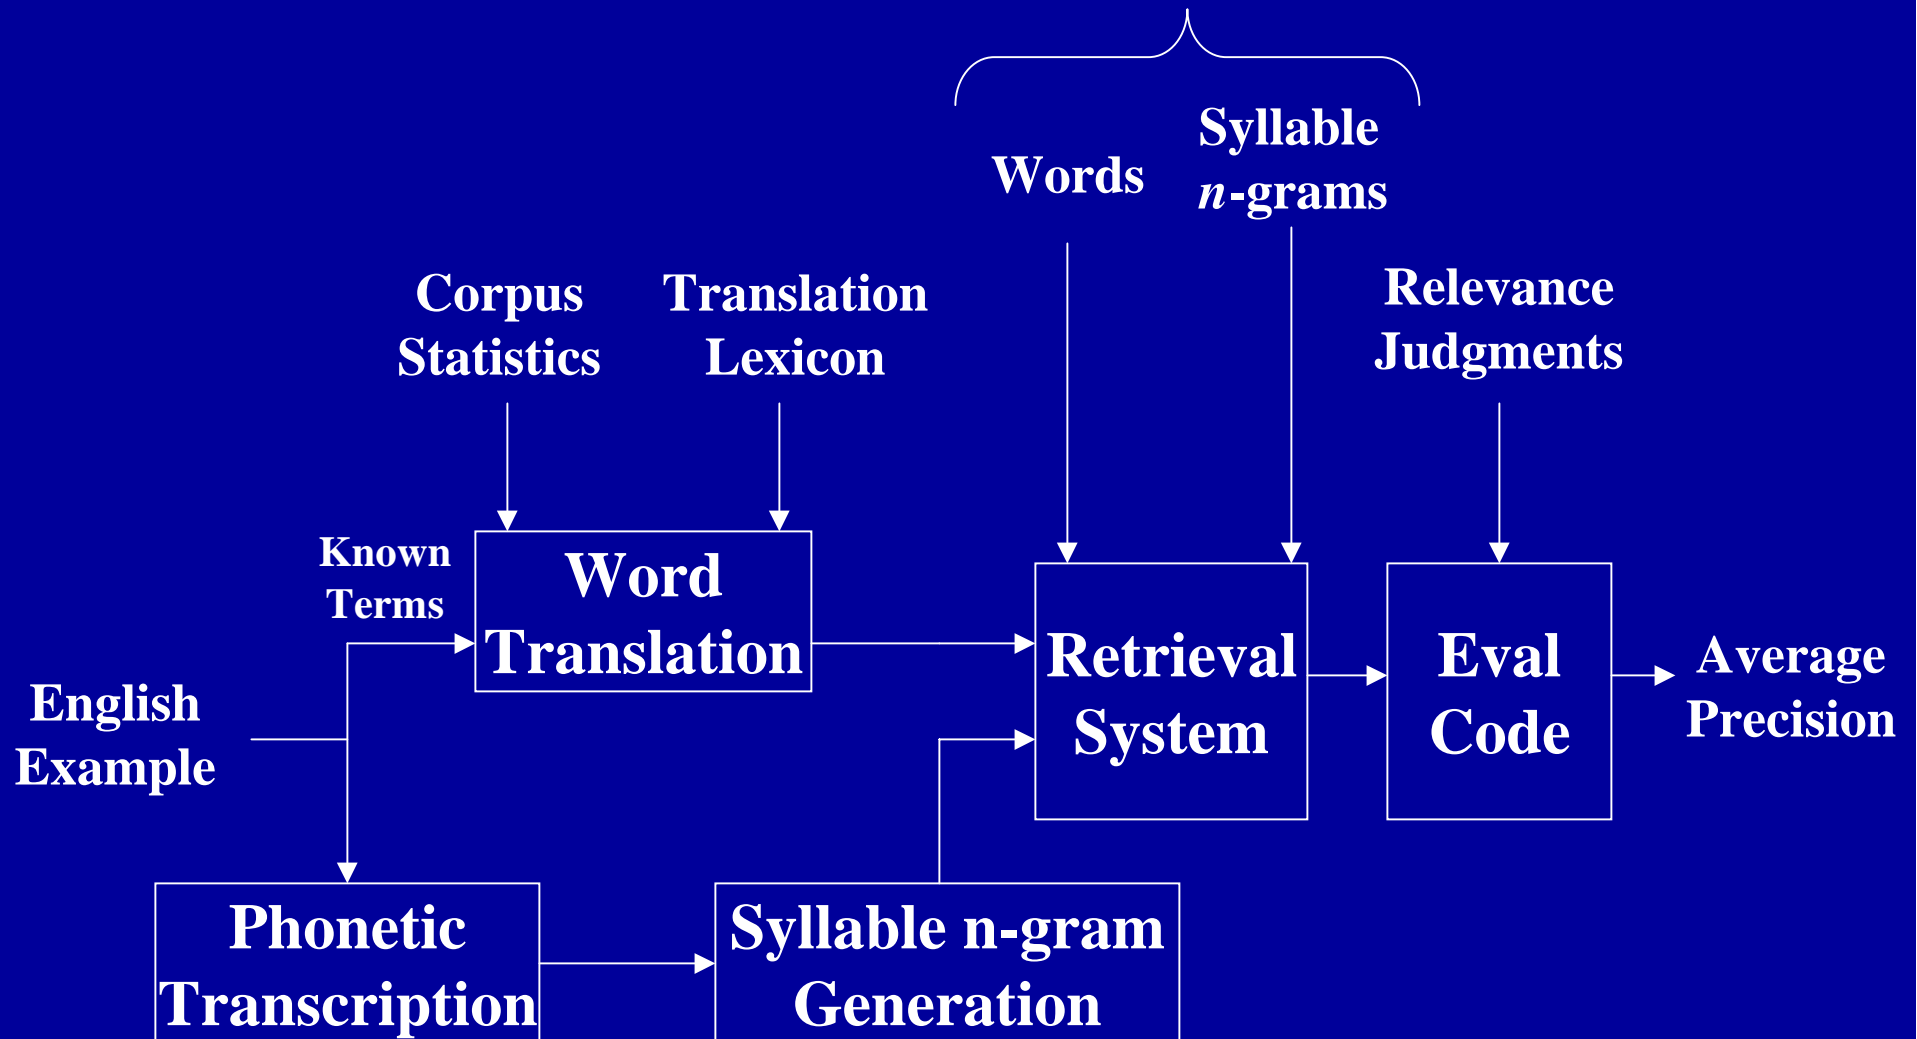 Words
Syllable
n-grams
Corpus
Statistics
Translation
Lexicon
Relevance
Judgments
Known
Terms
Word
Translation
English
Example
Retrieval
System
Eval
Code
Average
Precision
Phonetic
Transcription
Syllable n-gram
Generation